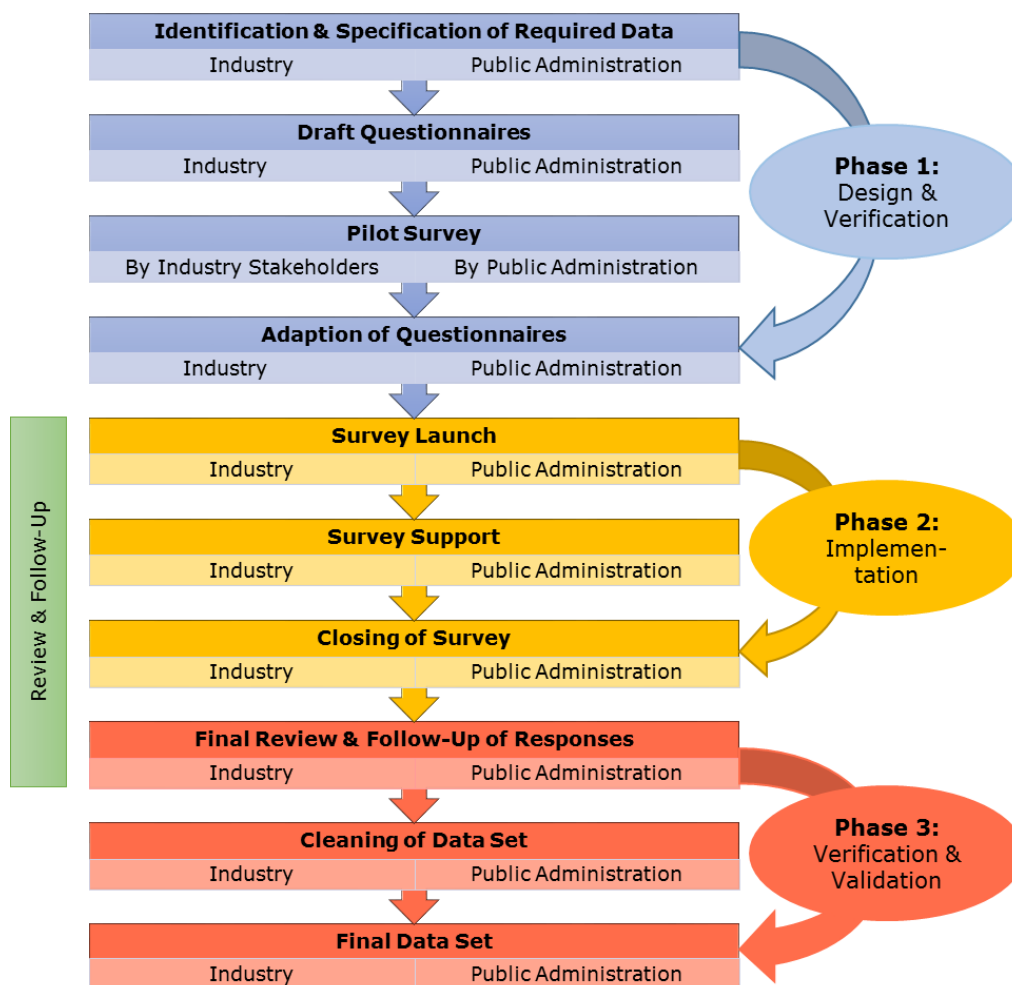 Identification & Specification of Required Data
Industry Public Administration
Draft Questionnaires
Industry Public Administration
Phase 1:
Design &
Verification
Pilot Survey
By Industry Stakeholders By Public Administration
Adaption of Questionnaires
Industry Public Administration
Review & Follow-Up
Survey Launch
Industry Public Administration
Phase 2:
Implemen-
tation
Survey Support
Industry Public Administration
Closing of Survey
Industry Public Administration
Final Review & Follow-Up of Responses
Industry Public Administration
Phase 3:
Verification &
Validation
Cleaning of Data Set
Industry Public Administration
Final Data Set
Industry Public Administration